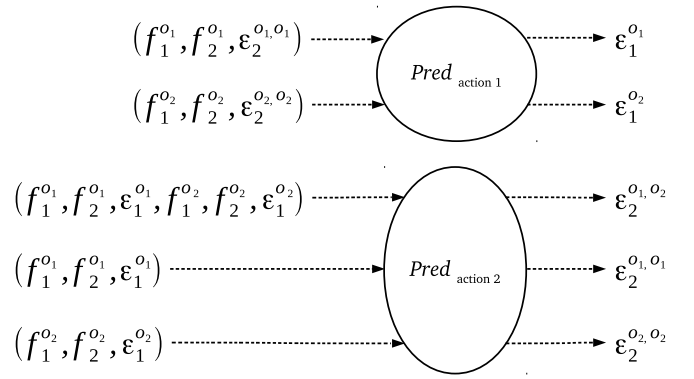 (f₁^{o₁}, f₂^{o₁}, ε₂^{o₁,o₁}) Pred action 1 ε₁^{o₁}
(f₁^{o₂}, f₂^{o₂}, ε₂^{o₂,o₂}) ε₁^{o₂}
(f₁^{o₁}, f₂^{o₁}, ε₁^{o₁}, f₁^{o₂}, f₂^{o₂}, ε₁^{o₂}) ε₂^{o₁,o₂}
(f₁^{o₁}, f₂^{o₁}, ε₁^{o₁}) Pred action 2 ε₂^{o₁,o₁}
(f₁^{o₂}, f₂^{o₂}, ε₁^{o₂}) ε₂^{o₂,o₂}